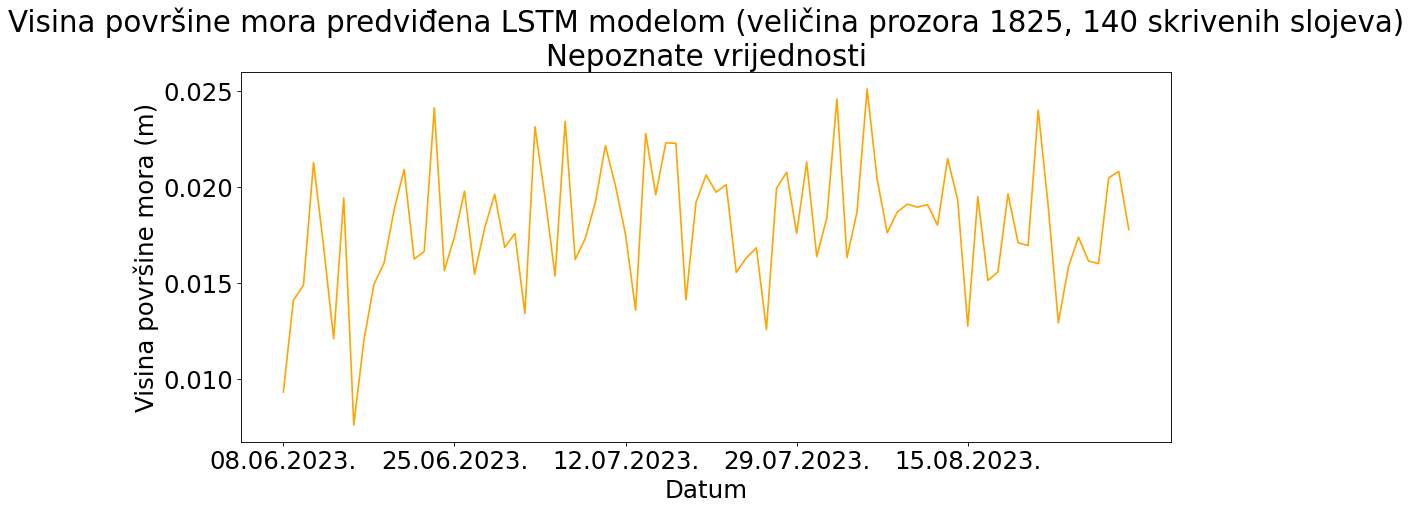 Visina površine mora predviđena LSTM modelom (veličina prozora 1825, 140 skrivenih slojeva)
Nepoznate vrijednosti
Visina površine mora (m)
0.025
0.020
0.015
0.010
08.06.2023. 25.06.2023. 12.07.2023. 29.07.2023. 15.08.2023.
Datum